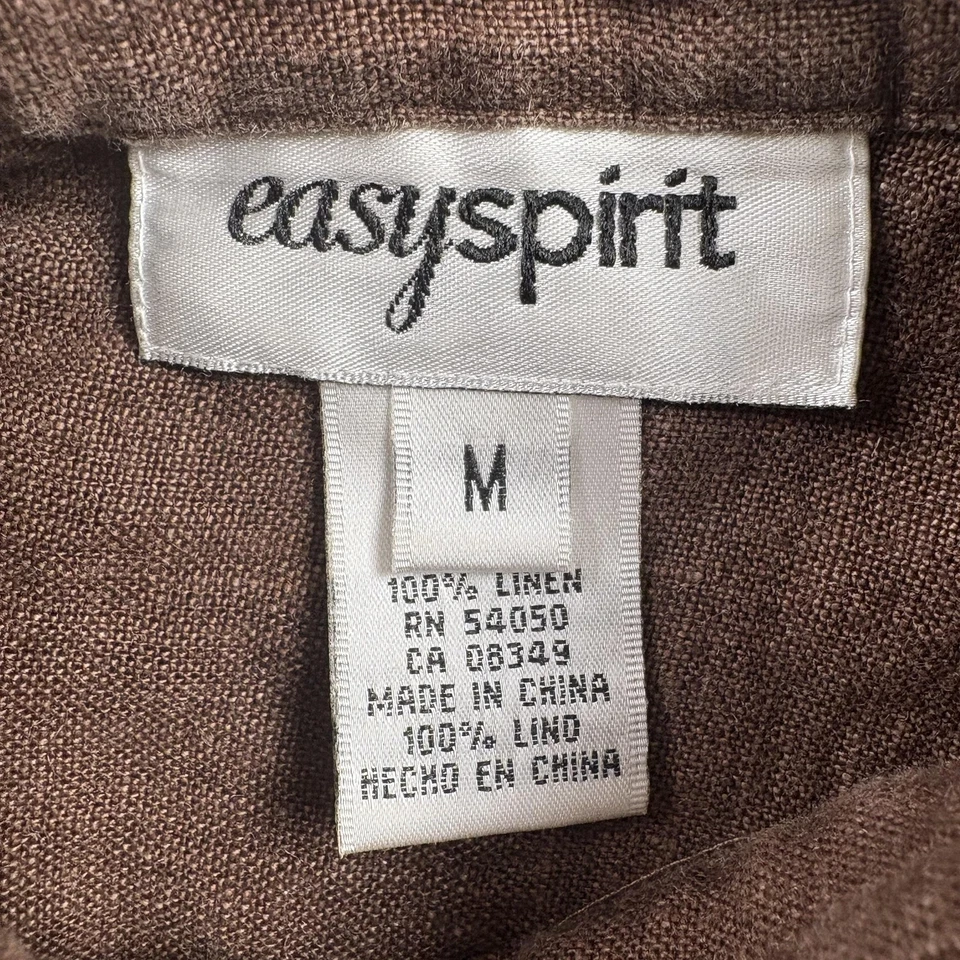 easyspirit
M
100% LINEN
RN 54050
CA 08349
MADE IN CHINA
100% LINO
HECHO EN CHINA